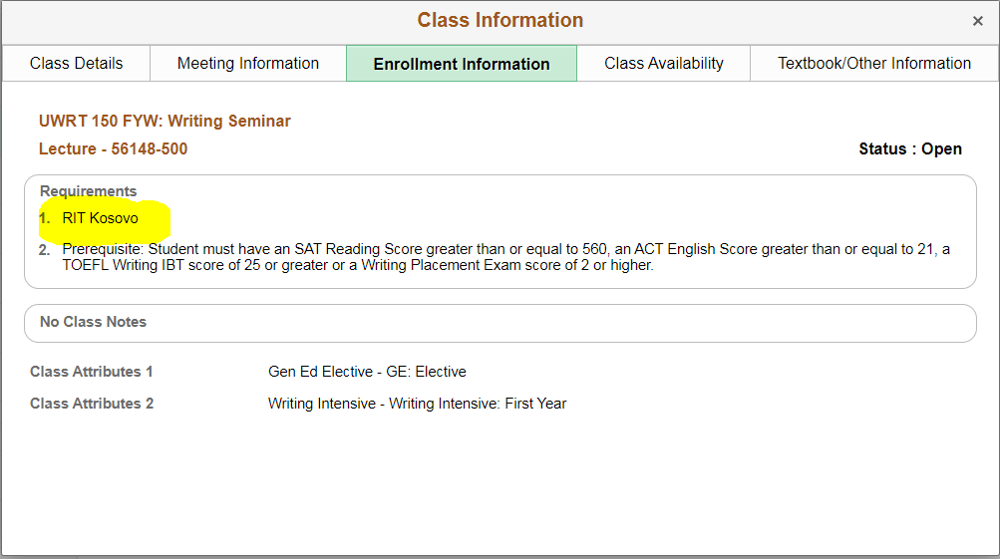 Class Information ×
Class Details Meeting Information Enrollment Information Class Availability Textbook/Other Information
UWRT 150 FYW: Writing Seminar
Lecture - 56148-500 Status : Open
Requirements
1. RIT Kosovo
2. Prerequisite: Student must have an SAT Reading Score greater than or equal to 560, an ACT English Score greater than or equal to 21, a
TOEFL Writing IBT score of 25 or greater or a Writing Placement Exam score of 2 or higher.
No Class Notes
Class Attributes 1 Gen Ed Elective - GE: Elective
Class Attributes 2 Writing Intensive - Writing Intensive: First Year